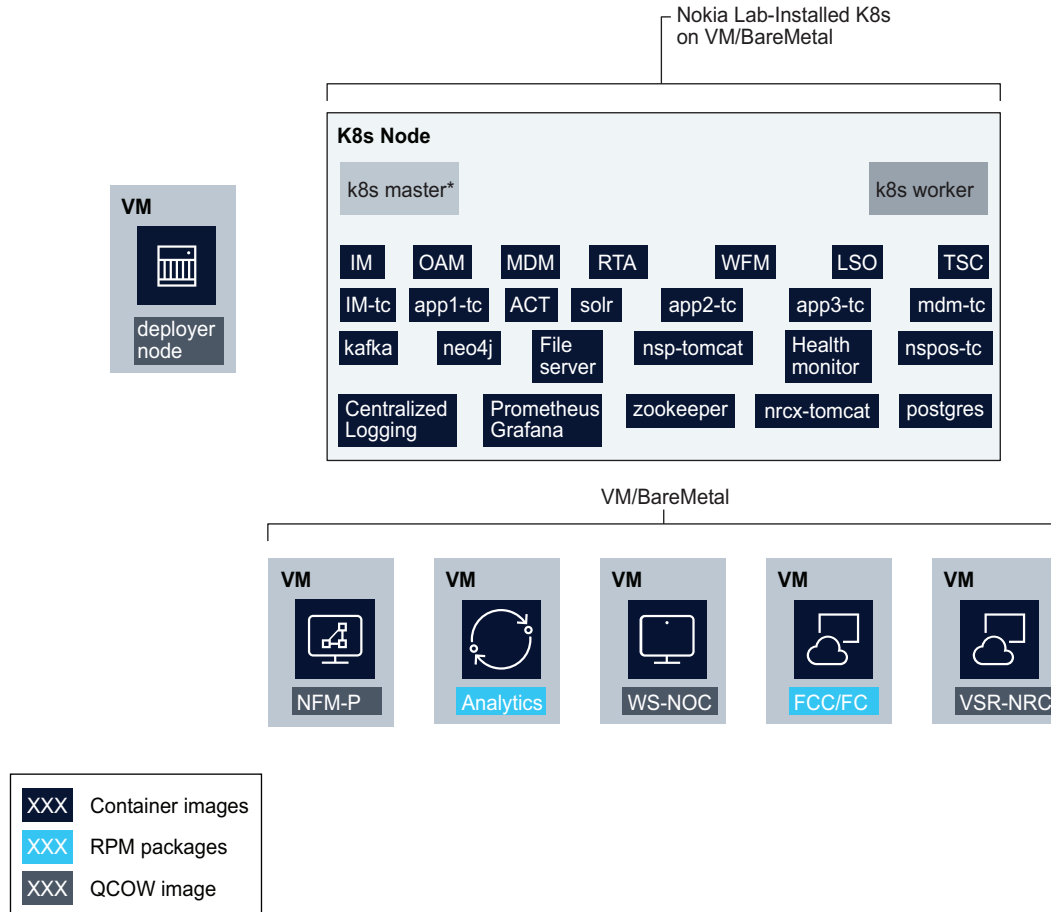 Nokia Lab-Installed K8s
on VM/BareMetal
K8s Node
k8s master*
k8s worker
VM
deployer
node
IM
OAM
MDM
RTA
WFM
LSO
TSC
IM-tc
app1-tc
ACT
solr
app2-tc
app3-tc
mdm-tc
kafka
neo4j
File
server
nsp-tomcat
Health
monitor
nspos-tc
Centralized
Logging
Prometheus
Grafana
zookeeper
nrcx-tomcat
postgres
VM/BareMetal
VM
NFM-P
VM
Analytics
VM
WS-NOC
VM
FCC/FC
VM
VSR-NRC
XXX Container images
XXX RPM packages
XXX QCOW image